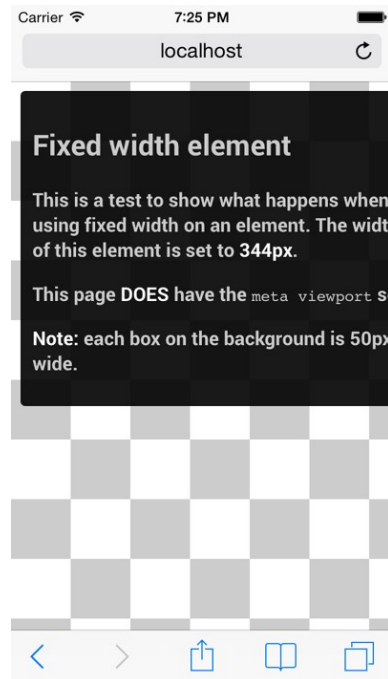 Carrier 7:25 PM
localhost
Fixed width element
This is a test to show what happens when
using fixed width on an element. The widt
of this element is set to 344px.
This page DOES have the meta viewport s
Note: each box on the background is 50px
wide.